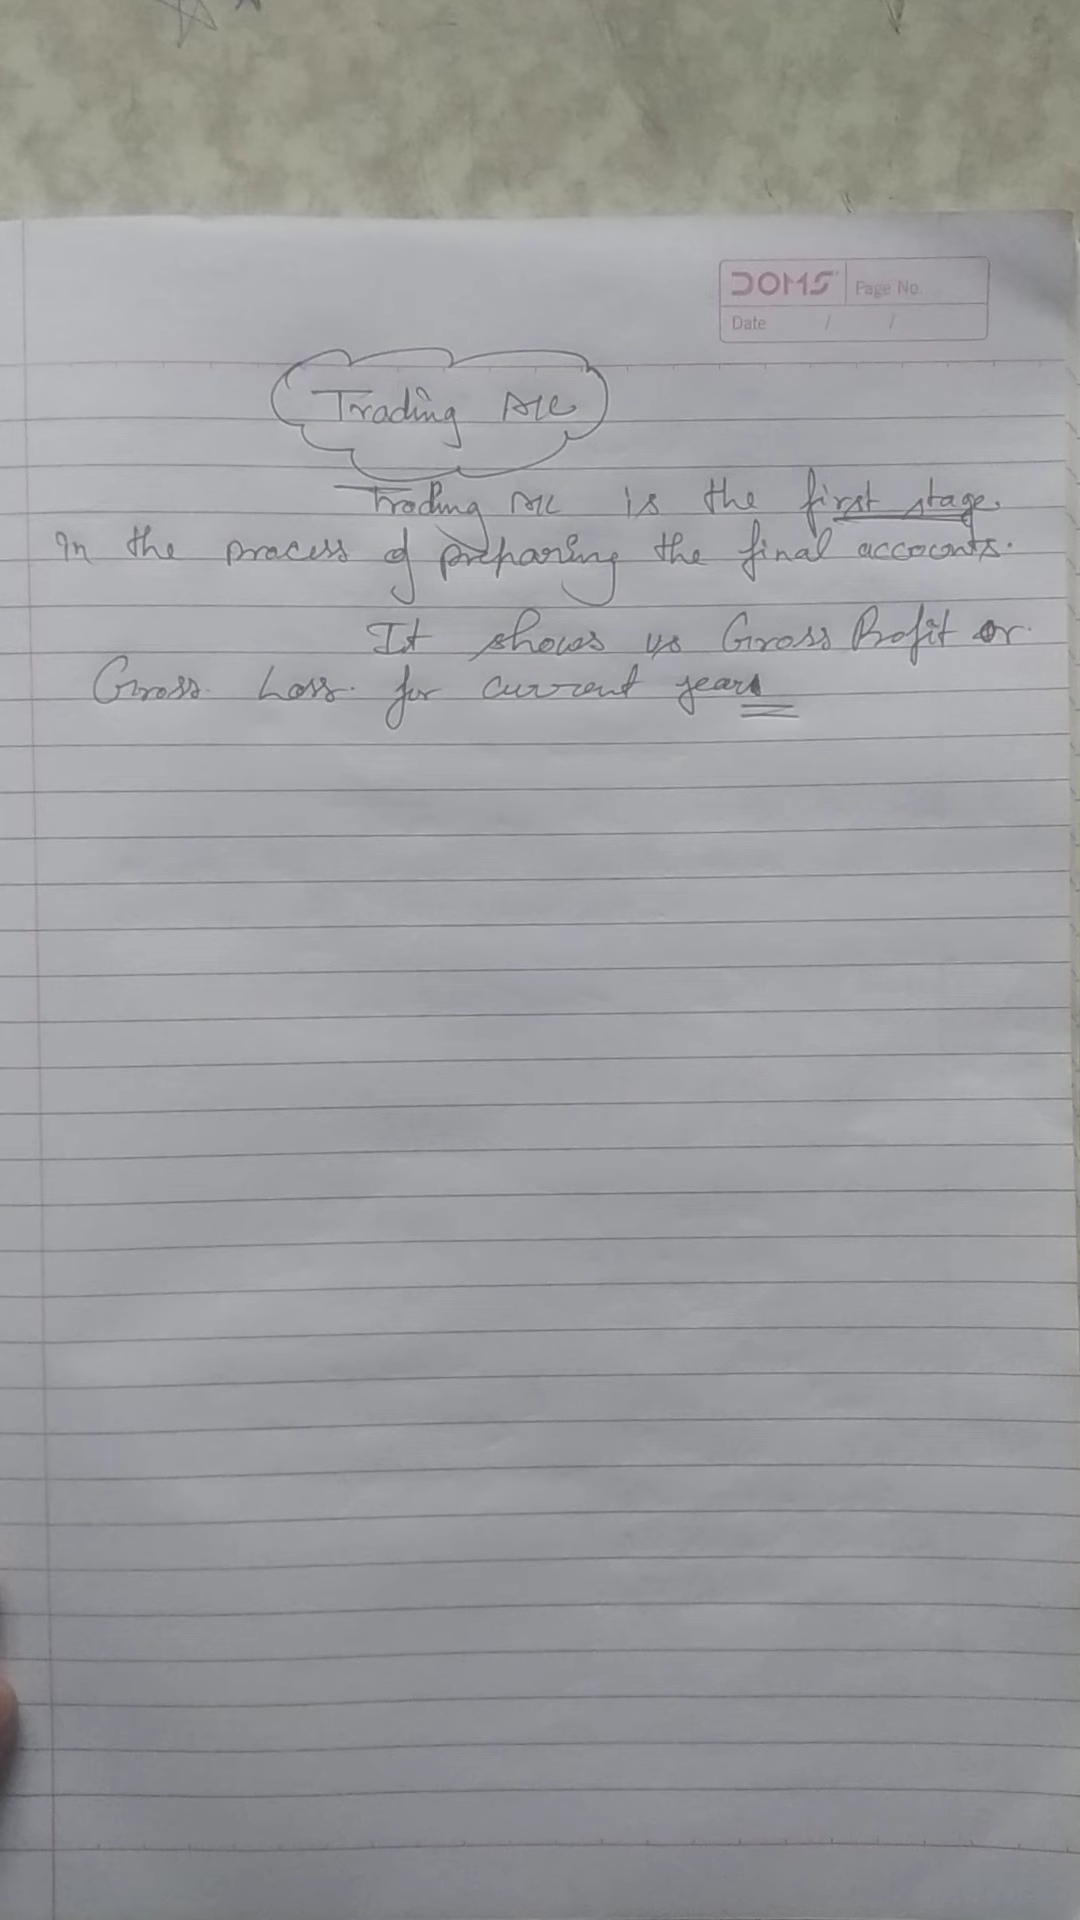 DOMS Page No.
Date / /
Trading A/c
Trading A/c is the first stage.
In the process of preparing the final accounts.
It shows us Gross Profit or.
Gross. Loss. for current year